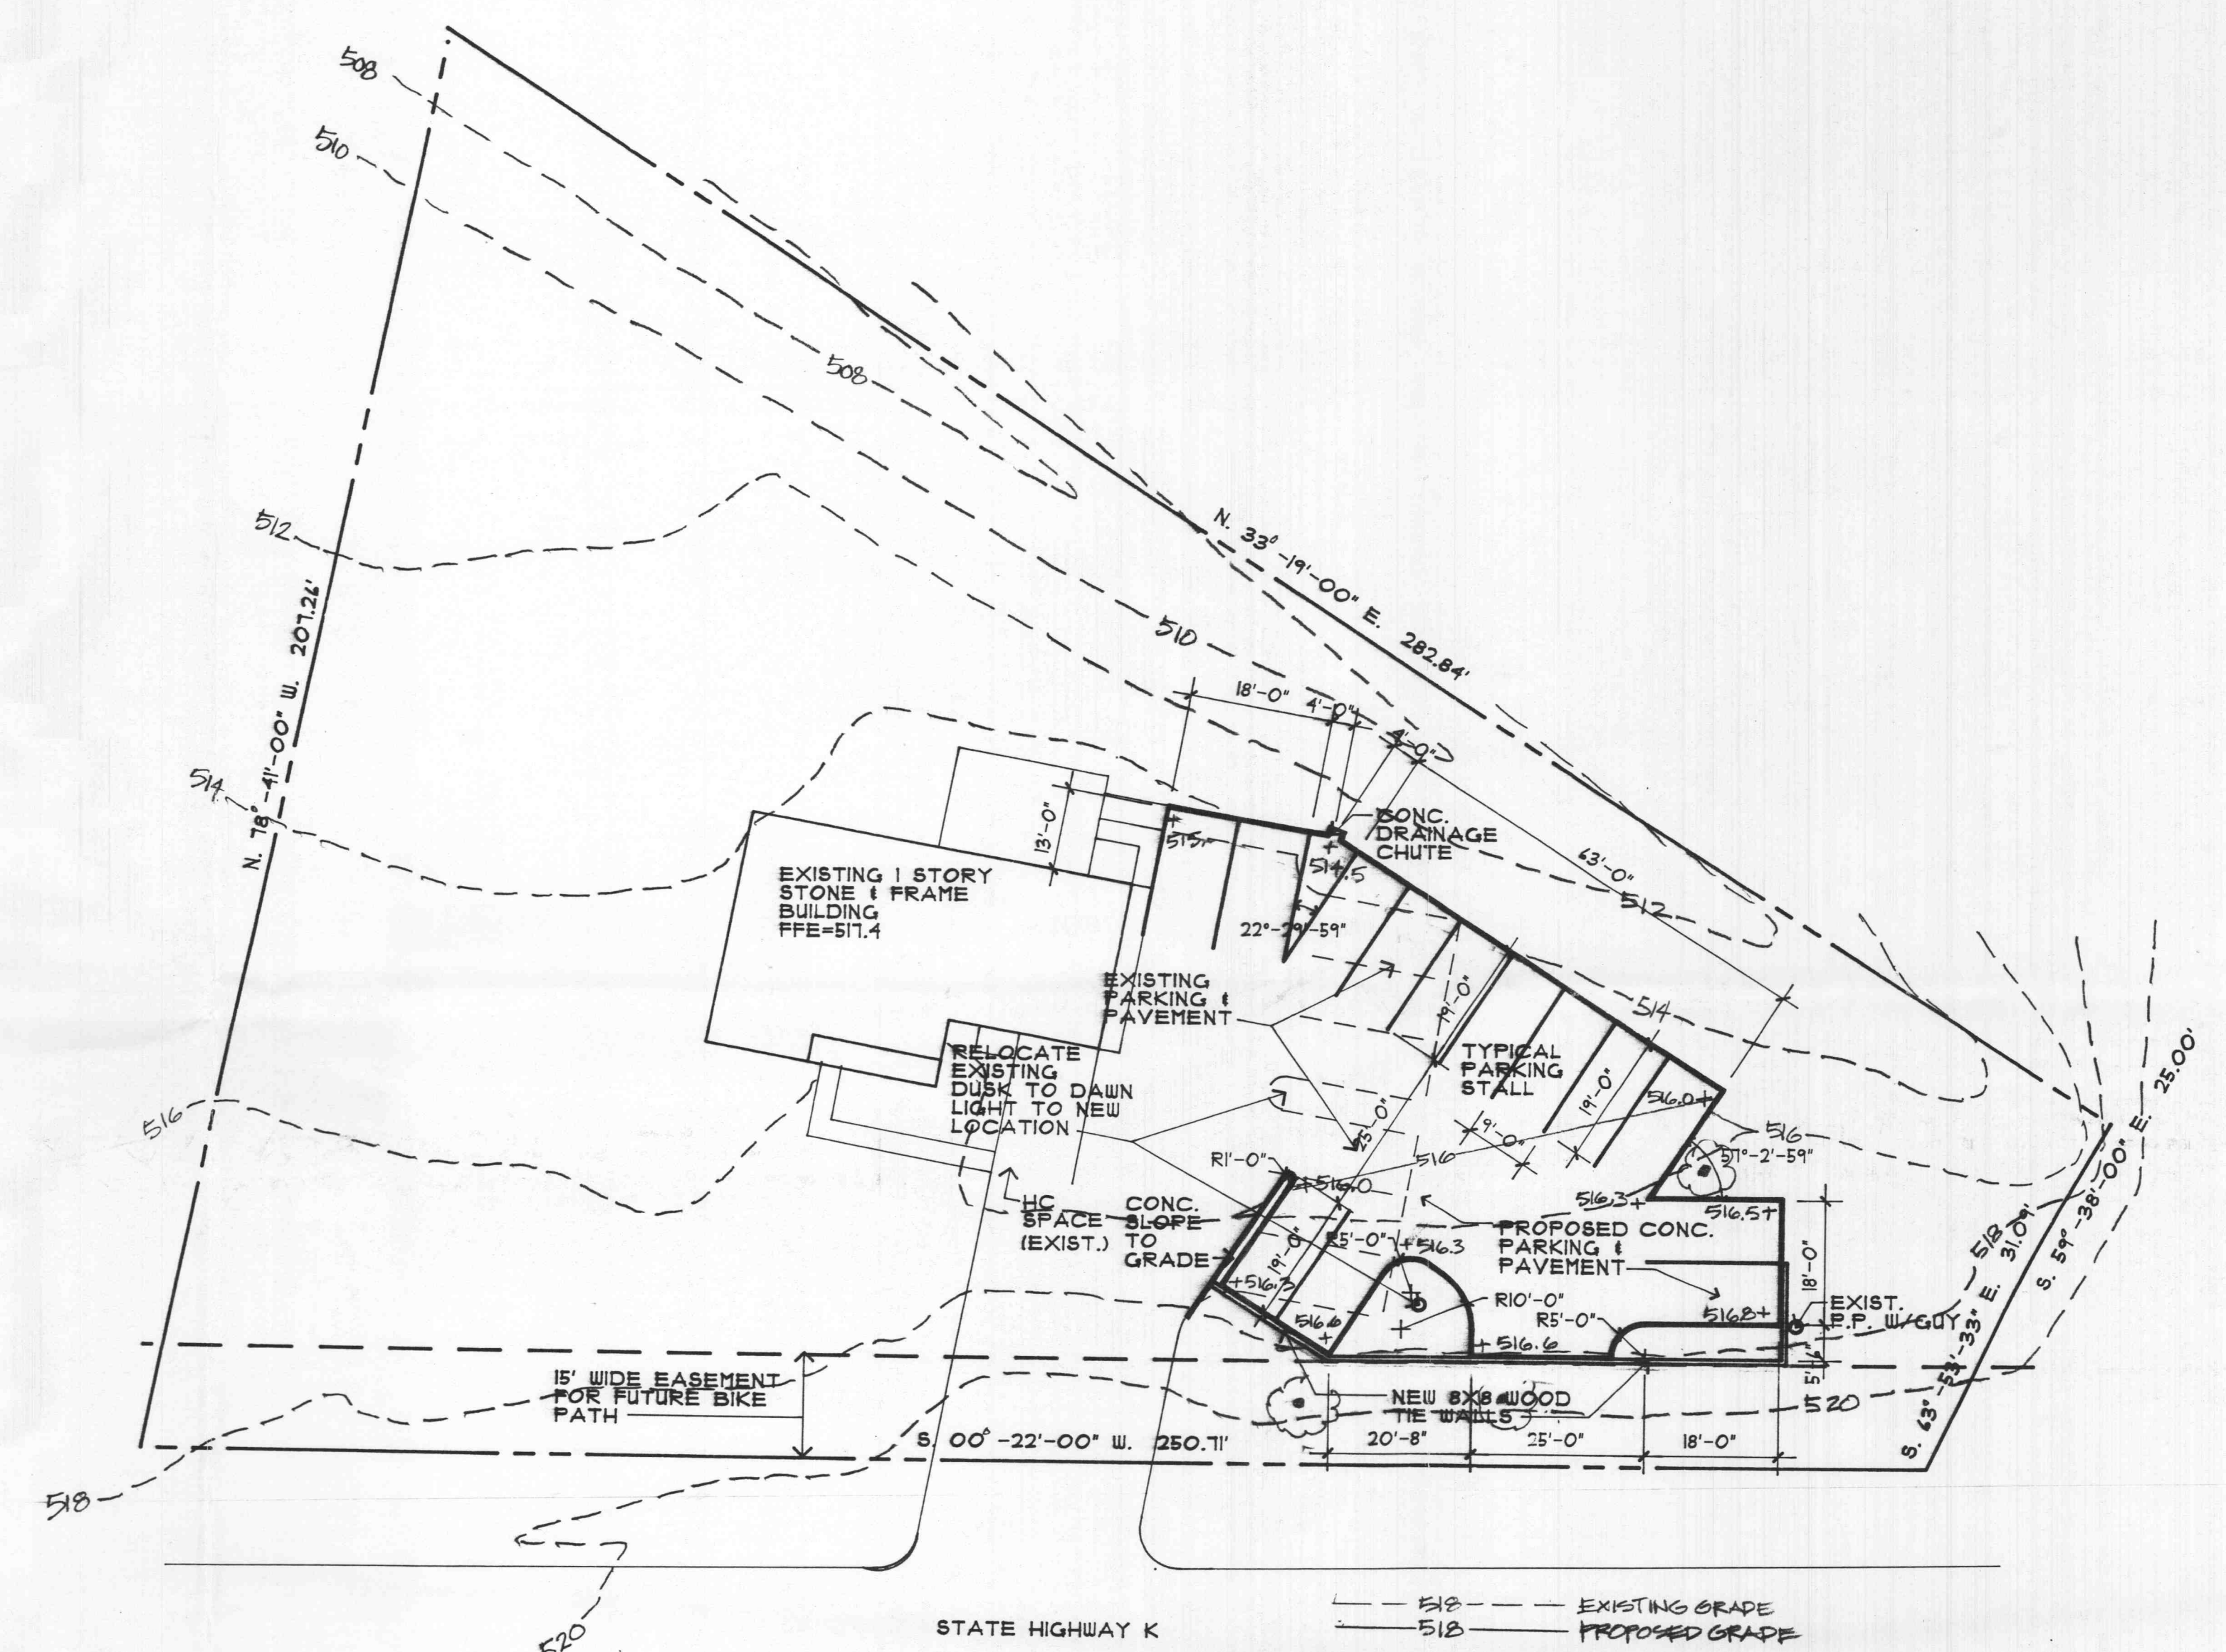 508
510
508
512
N. 33°-19'-00" E. 282.84'
N. 78°-41'-00" W. 207.26'
510
18'-0"
4'-0"
4'-0"
514
13'-0"
CONC.
DRAINAGE
CHUTE
63'-0"
512
514.5
EXISTING 1 STORY
STONE & FRAME
BUILDING
FFE=517.4
22°-29'-59"
EXISTING
PARKING &
PAVEMENT
19'-0"
514
RELOCATE
EXISTING
DUSK TO DAWN
LIGHT TO NEW
LOCATION
TYPICAL
PARKING
STALL
19'-0"
516.0+
25'-0"
9'-0"
516
516
516
57°-2'-59"
R1'-0"
+516.0
HC
SPACE
(EXIST.)
CONC.
SLOPE
TO
GRADE
516.3+
516.5+
19'-0"
R5'-0"
+516.3
PROPOSED CONC.
PARKING &
PAVEMENT
18'-0"
518
31.09'
S. 63°-53'-33" E.
S. 59°-38'-00" E. 25.00'
+516.3
R10'-0"
R5'-0"
516.8+
EXIST.
P.P. W/GUY
516.6
+516.6
5'-6"
15' WIDE EASEMENT
FOR FUTURE BIKE
PATH
NEW 8X8 WOOD
TIE WALLS
520
S. 00°-22'-00" W. 250.71'
20'-8"
25'-0"
18'-0"
518
520
STATE HIGHWAY K
518 EXISTING GRADE
518 PROPOSED GRADE